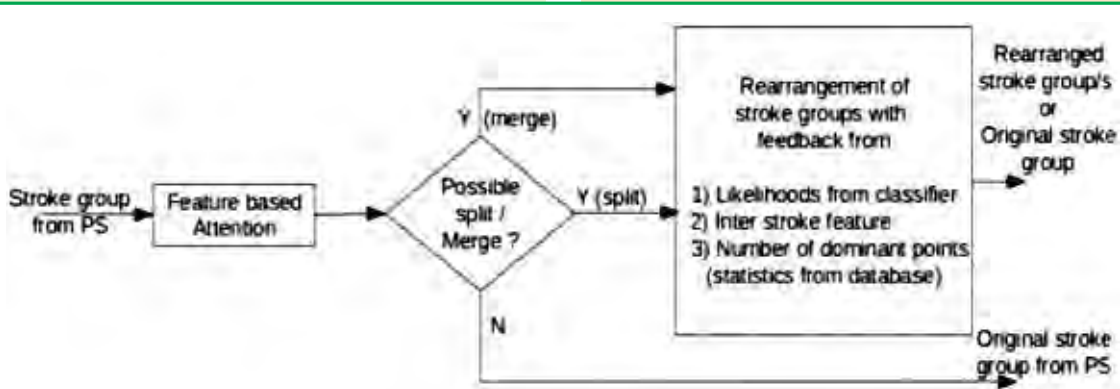 Stroke group
from PS
Feature based
Attention
Possible
split /
Merge ?
Y (merge)
Y (split)
N
Rearrangement of
stroke groups with
feedback from
1) Likelihoods from classifier
2) Inter stroke feature
3) Number of dominant points
(statistics from database)
Rearranged
stroke group/s
or
Original stroke
group
Original stroke
group from PS